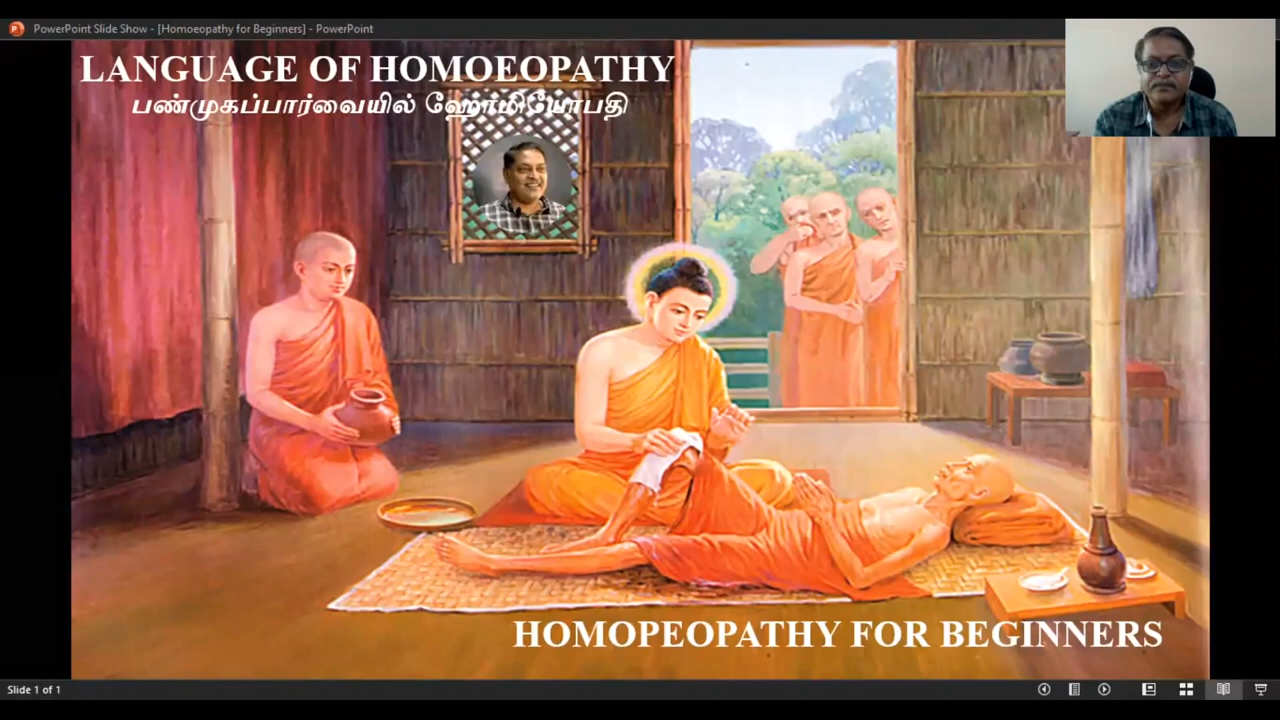 PowerPoint Slide Show - [Homoeopathy for Beginners] - PowerPoint
LANGUAGE OF HOMOEOPATHY
பண்முகப்பார்வையில் ஹோமியோபதி
HOMOPEOPATHY FOR BEGINNERS
Slide 1 of 1